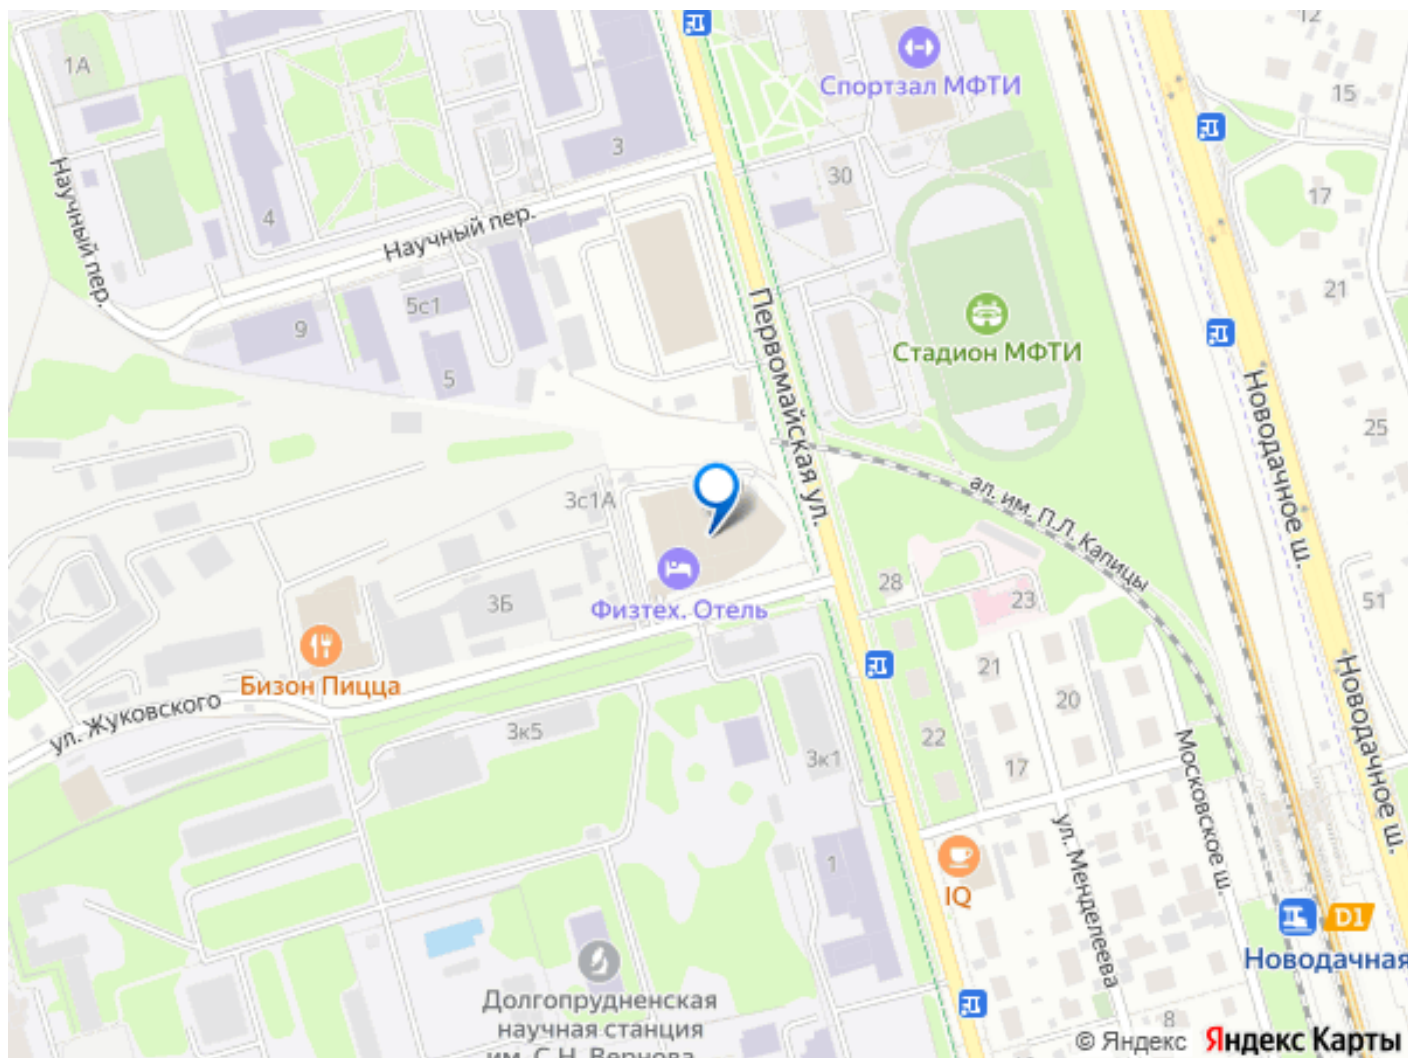 12
1А
Спортзал МФТИ
15
3
Научный пер.
30
17
4
Научный пер.
21
5с1
9
Первомайская ул.
Стадион МФТИ
5
Новодачное ш.
25
3с1А
ал. им. П.Л. Капицы
28
23
51
3Б
Физтех. Отель
Бизон Пицца
21
20
ул. Жуковского
3к5
22
3к1
17
Московское ш.
Новодачное ш.
ул. Менделеева
1
IQ
D1
Новодачная
Долгопрудненская
научная станция
им. С.Н. Вернова
8
© Яндекс Яндекс Карты